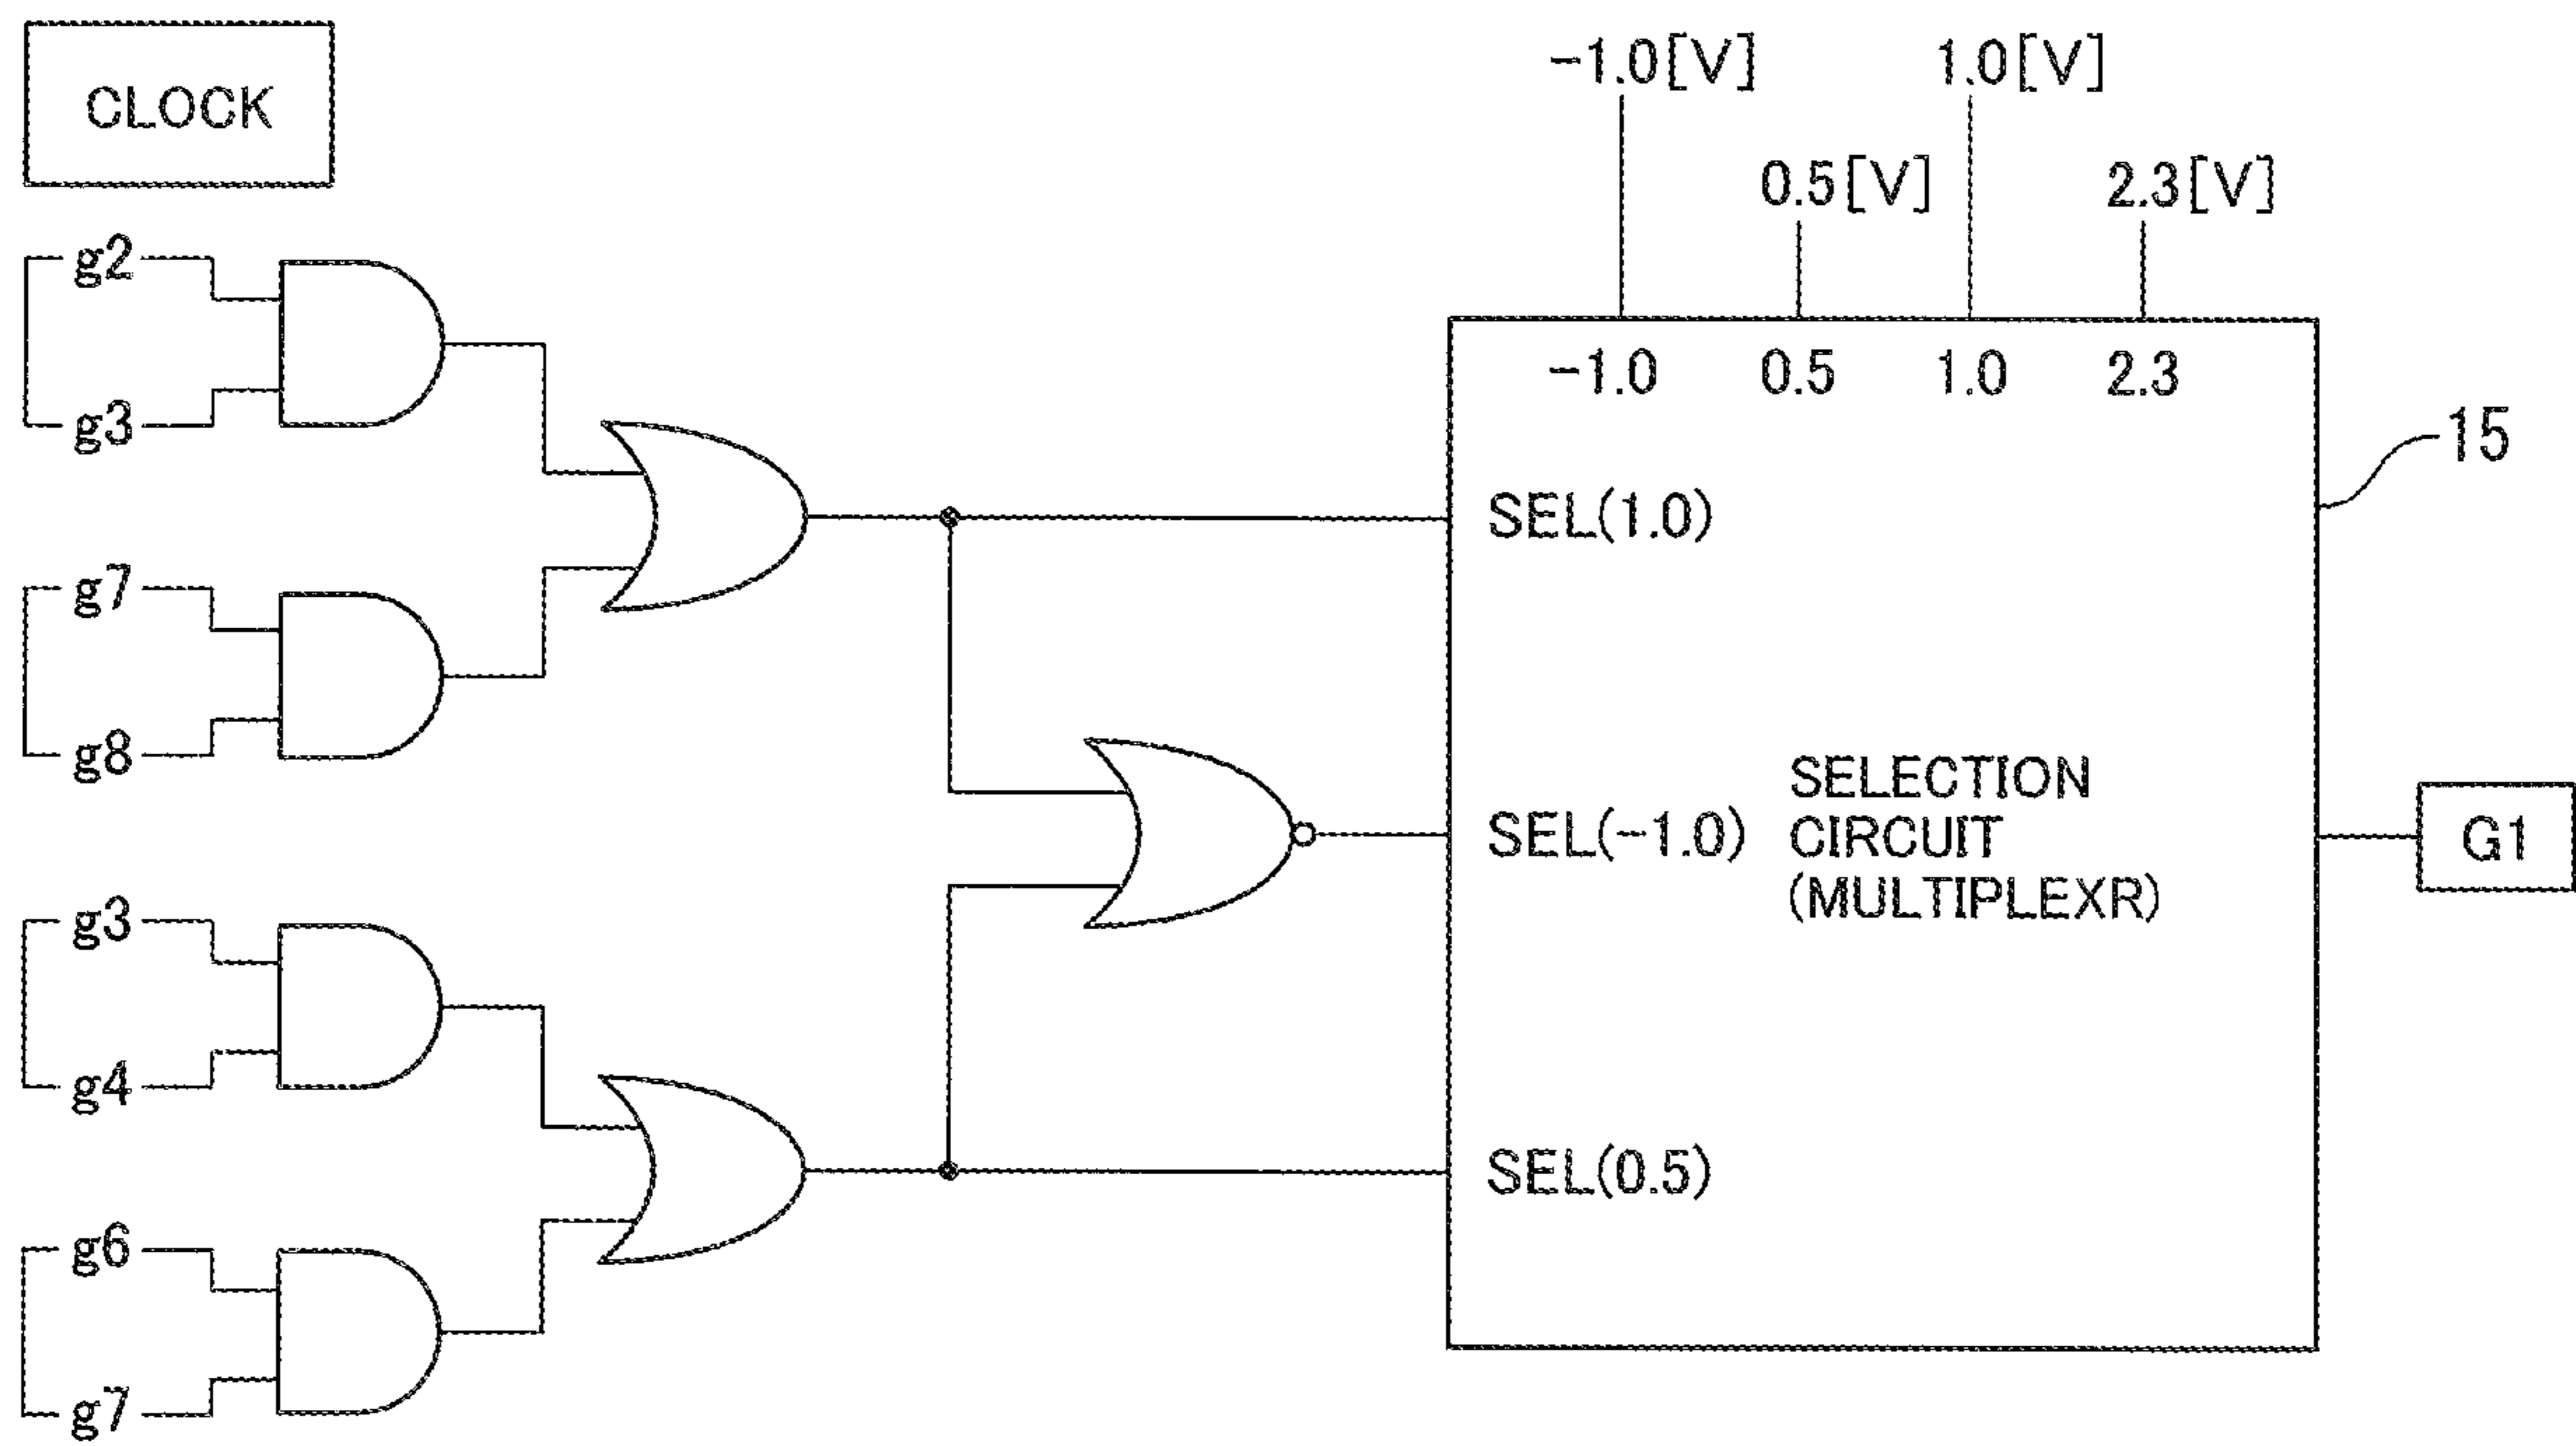 CLOCK
-1.0[V]
1.0[V]
0.5[V]
2.3[V]
g2
g3
g7
g8
g3
g4
g6
g7
-1.0 0.5 1.0 2.3
15
SEL(1.0)
SEL(-1.0)
SELECTION
CIRCUIT
(MULTIPLEXR)
SEL(0.5)
G1